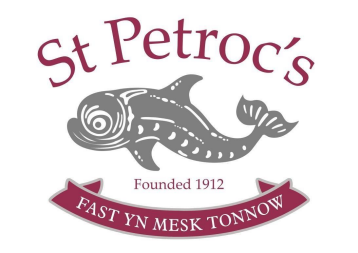 St Petroc's
Founded 1912
FAST YN MESK TONNOW